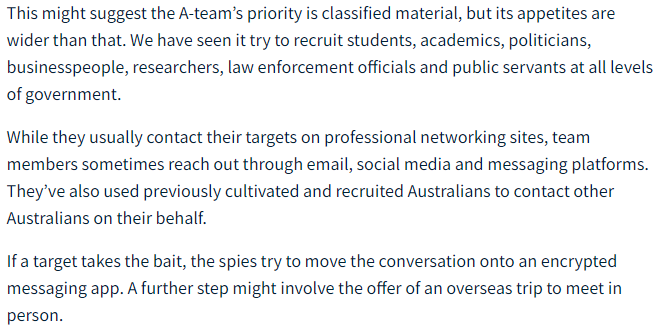 This might suggest the A-team’s priority is classified material, but its appetites are
wider than that. We have seen it try to recruit students, academics, politicians,
businesspeople, researchers, law enforcement officials and public servants at all levels
of government.
While they usually contact their targets on professional networking sites, team
members sometimes reach out through email, social media and messaging platforms.
They’ve also used previously cultivated and recruited Australians to contact other
Australians on their behalf.
If a target takes the bait, the spies try to move the conversation onto an encrypted
messaging app. A further step might involve the offer of an overseas trip to meet in
person.